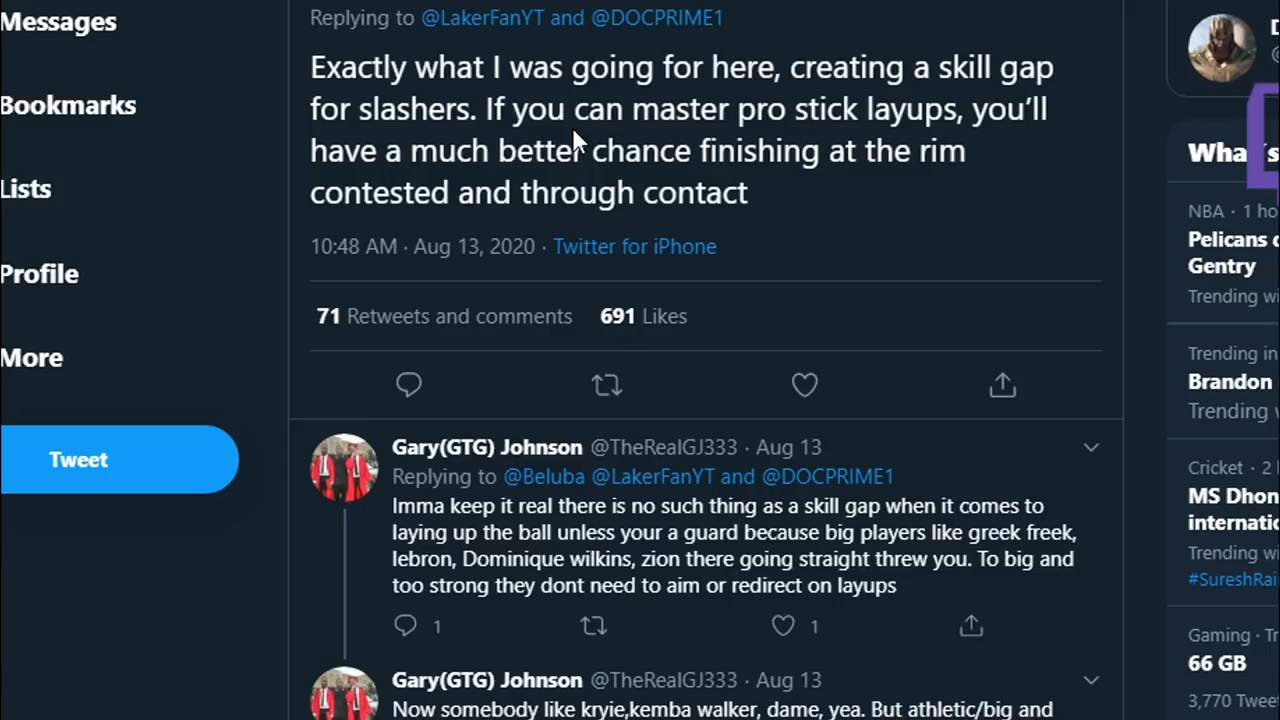 Messages
Bookmarks
Lists
Profile
More
Tweet
Replying to @LakerFanYT and @DOCPRIME1
Exactly what I was going for here, creating a skill gap
for slashers. If you can master pro stick layups, you’ll
have a much better chance finishing at the rim
contested and through contact
10:48 AM · Aug 13, 2020 · Twitter for iPhone
71 Retweets and comments 691 Likes
Gary(GTG) Johnson @TheRealGJ333 · Aug 13
Replying to @Beluba @LakerFanYT and @DOCPRIME1
Imma keep it real there is no such thing as a skill gap when it comes to
laying up the ball unless your a guard because big players like greek freek,
lebron, Dominique wilkins, zion there going straight threw you. To big and
too strong they dont need to aim or redirect on layups
1 1
Gary(GTG) Johnson @TheRealGJ333 · Aug 13
Now somebody like kryie,kemba walker, dame, yea. But athletic/big and
NBA · 1 ho
Pelicans
Gentry
Trending wi
Trending in
Brandon
Trending
Cricket · 2
MS Dhon
internatio
Trending wi
#SureshRai
Gaming · Tr
66 GB
3,770 Tweet